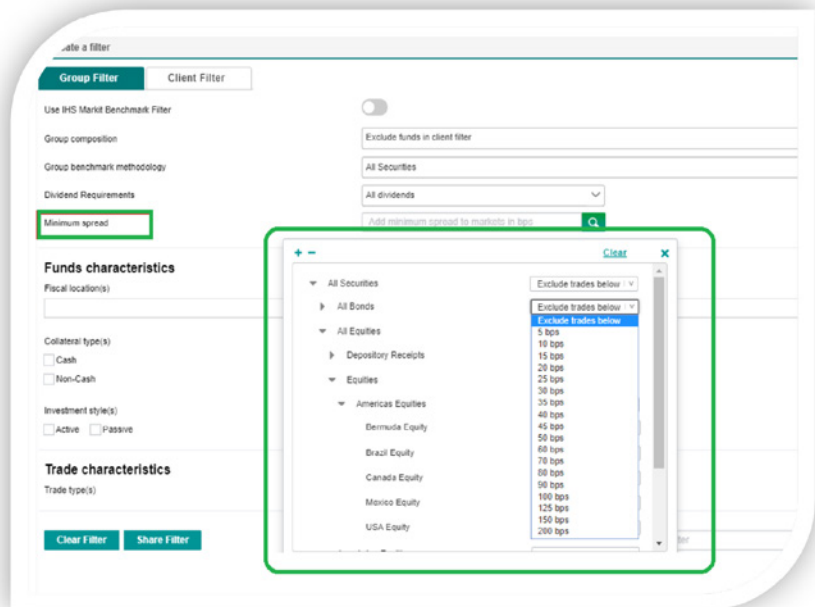 ate a filter
Group Filter
Client Filter
Use IHS Markit Benchmark Filter
Group composition
Exclude funds in client filter
Group benchmark methodology
All Securities
Dividend Requirements
All dividends
Minimum spread
Add minimum spread to markets in bps
Clear
Funds characteristics
Fiscal location(s)
All Securities
Exclude trades below
All Bonds
Exclude trades below
Exclude trades below
5 bps
10 bps
15 bps
20 bps
25 bps
30 bps
35 bps
40 bps
45 bps
50 bps
60 bps
70 bps
80 bps
90 bps
100 bps
125 bps
150 bps
200 bps
All Equities
Depository Receipts
Equities
Americas Equities
Bermuda Equity
Brazil Equity
Canada Equity
Mexico Equity
USA Equity
Collateral type(s)
Cash
Non-Cash
Investment style(s)
Active
Passive
Trade characteristics
Trade type(s)
Clear Filter
Share Filter